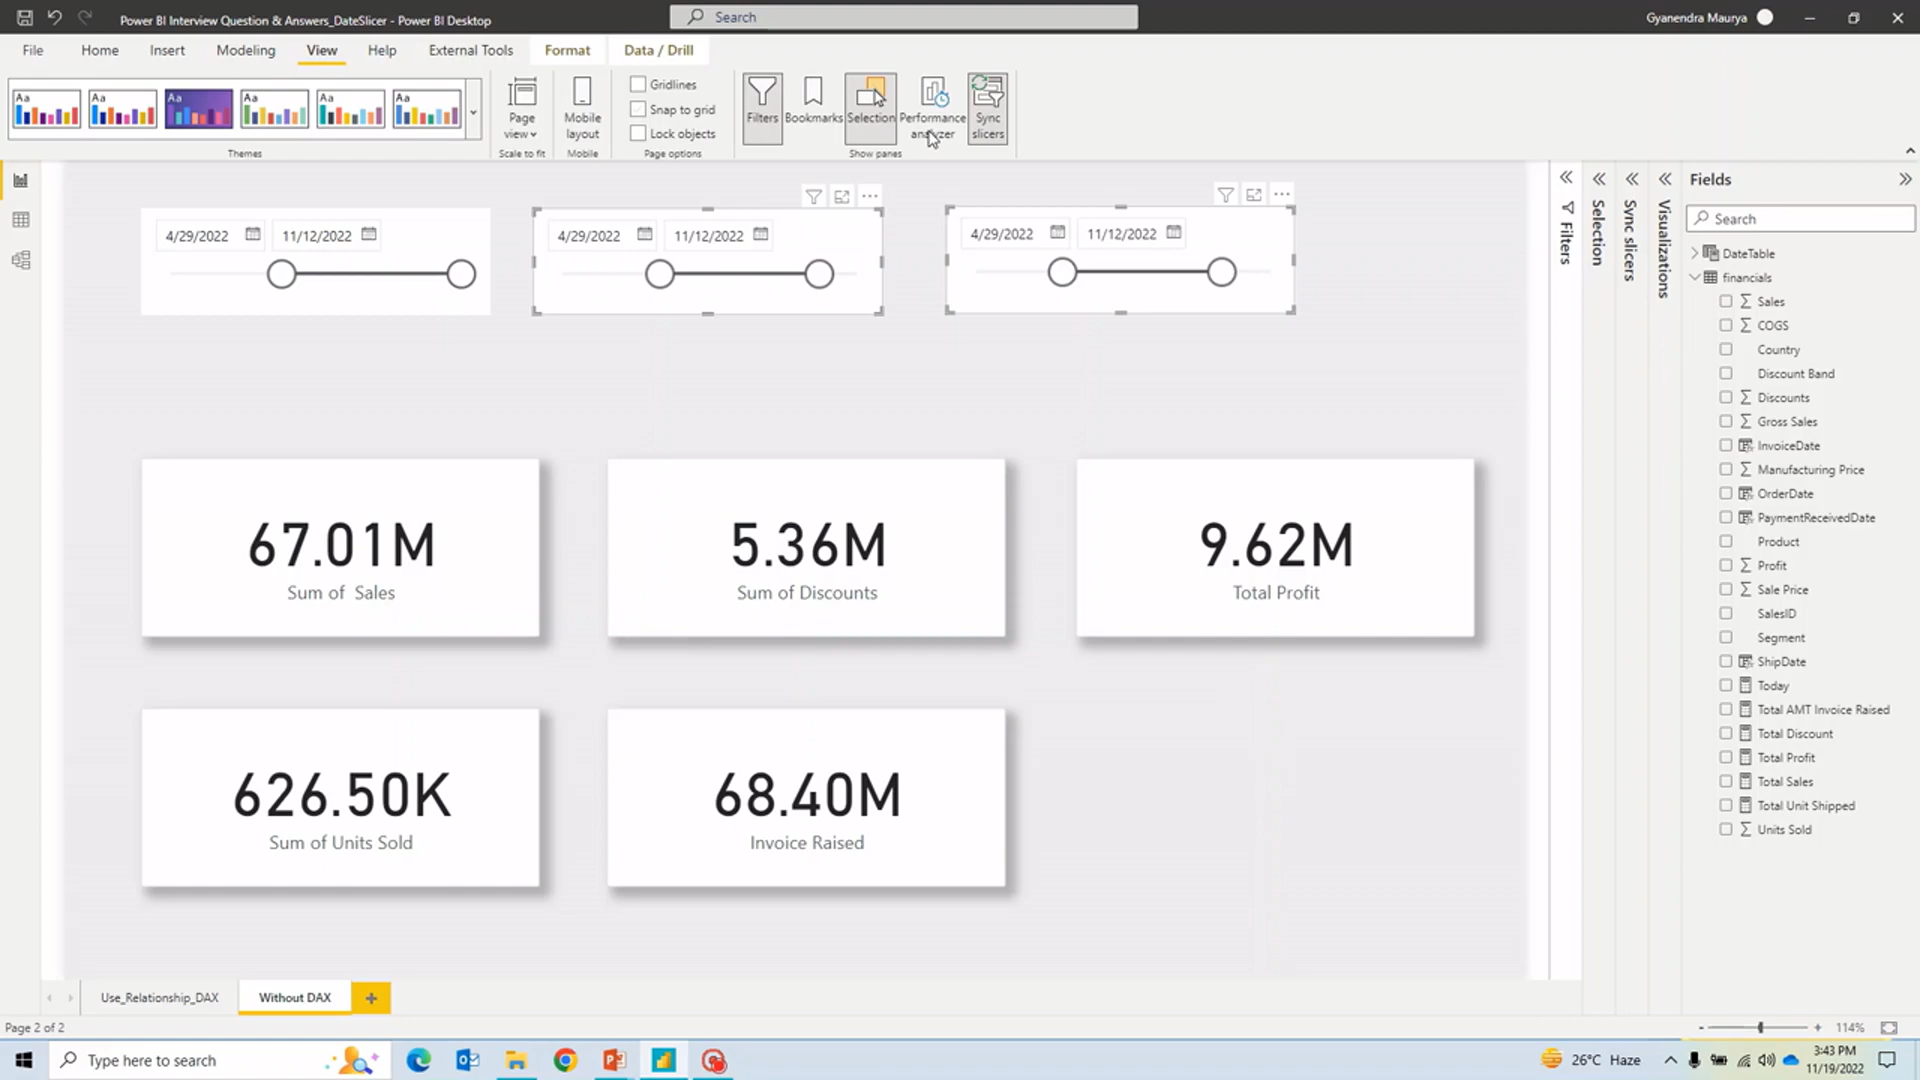 Power BI Interview Question & Answers_DateSlicer - Power BI Desktop
Search
Gyanendra Maurya
File
Home
Insert
Modeling
View
Help
External Tools
Format
Data / Drill
Aa
Aa
Aa
Aa
Aa
Aa
Themes
Page view
Scale to fit
Mobile layout
Mobile
Gridlines
Snap to grid
Lock objects
Page options
Filters
Bookmarks
Selection
Performance analyzer
Sync slicers
Show panes
4/29/2022
11/12/2022
4/29/2022
11/12/2022
4/29/2022
11/12/2022
67.01M
Sum of Sales
5.36M
Sum of Discounts
9.62M
Total Profit
626.50K
Sum of Units Sold
68.40M
Invoice Raised
Filters
Selection
Sync slicers
Visualizations
Fields
Search
DateTable
financials
Sales
COGS
Country
Discount Band
Discounts
Gross Sales
InvoiceDate
Manufacturing Price
OrderDate
PaymentReceivedDate
Product
Profit
Sale Price
SalesID
Segment
ShipDate
Today
Total AMT Invoice Raised
Total Discount
Total Profit
Total Sales
Total Unit Shipped
Units Sold
Use_Relationship_DAX
Without DAX
Page 2 of 2
114%
Type here to search
26°C Haze
3:43 PM
11/19/2022